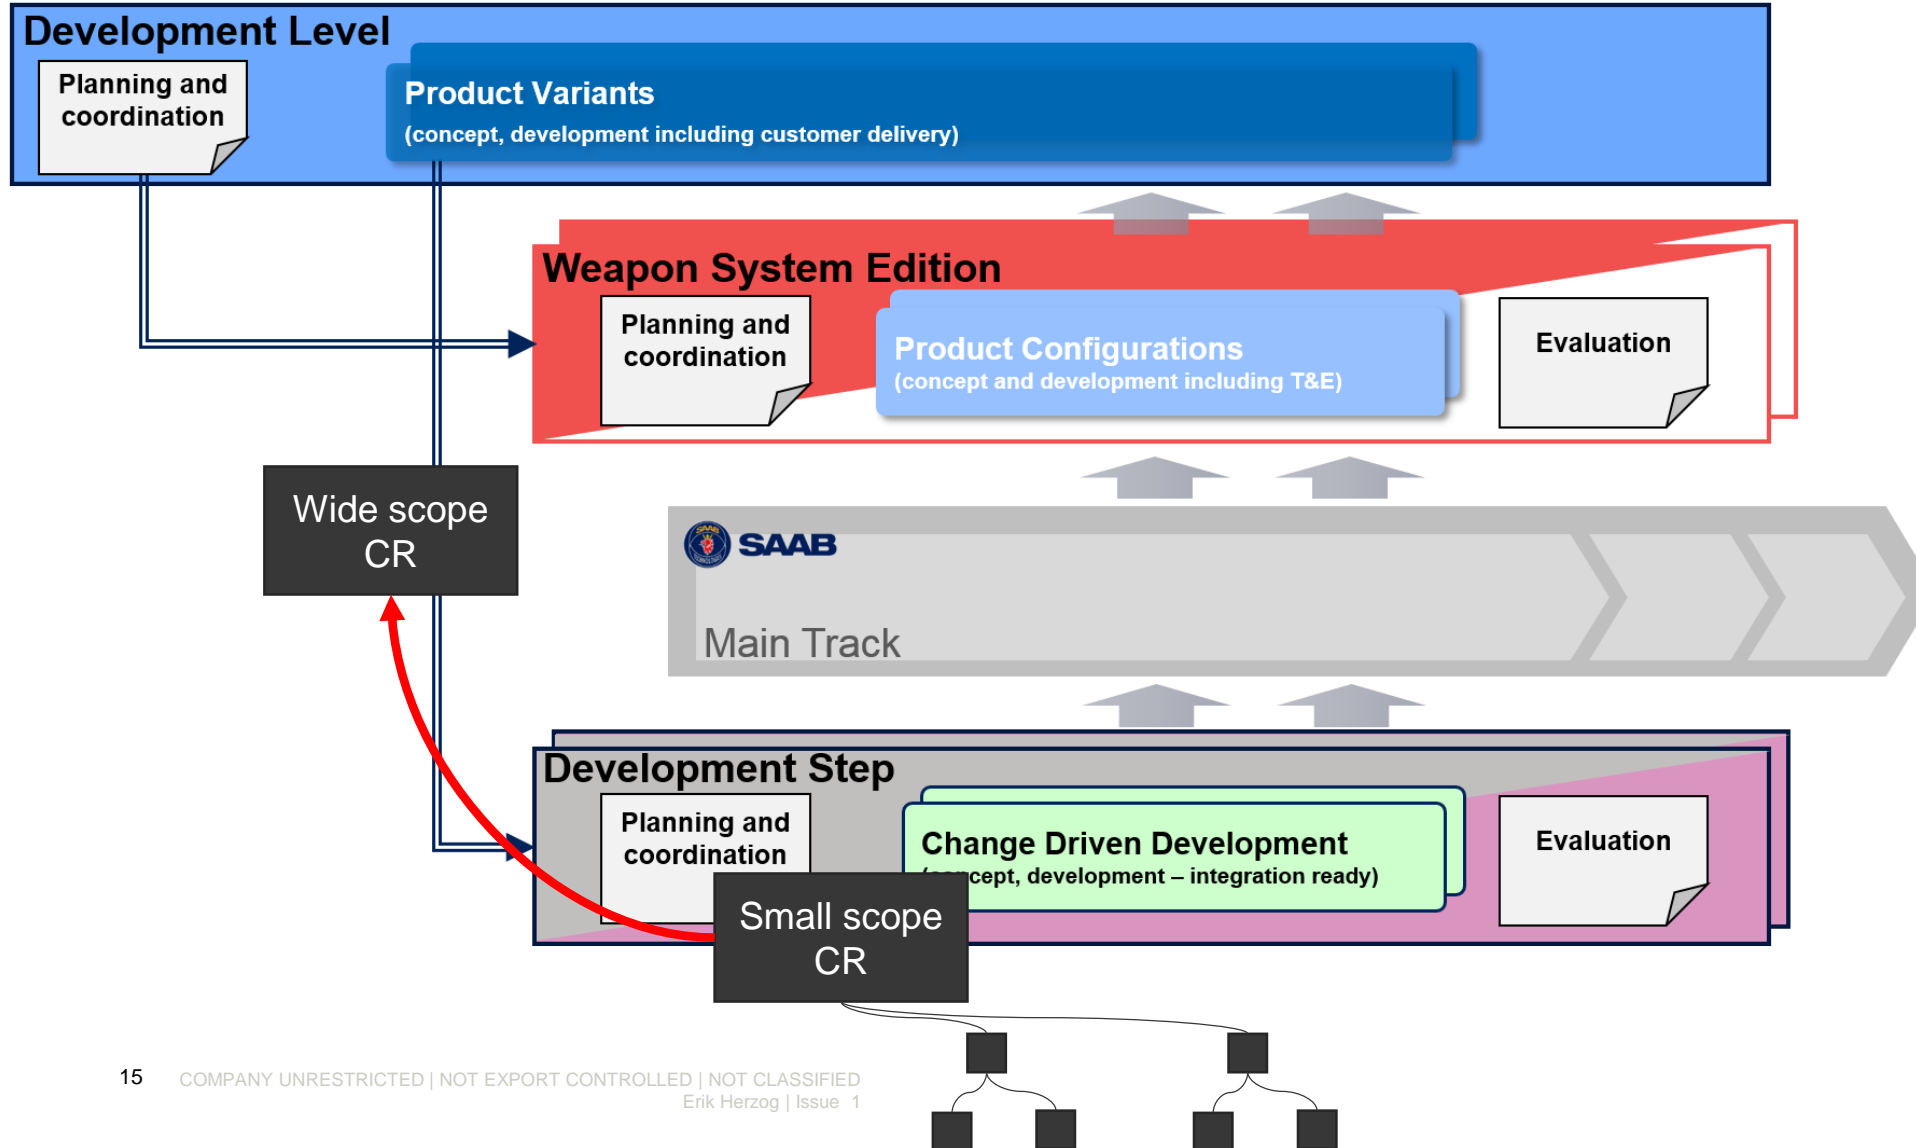 Development Level
Planning and
coordination
Product Variants
(concept, development including customer delivery)
Weapon System Edition
Planning and
coordination
Product Configurations
(concept and development including T&E)
Evaluation
Wide scope
CR
SAAB
Main Track
Development Step
Planning and
coordination
Change Driven Development
cept, development – integration ready)
Evaluation
Small scope
CR
15
COMPANY UNRESTRICTED | NOT EXPORT CONTROLLED | NOT CLASSIFIED
Erik Herzog | Issue 1